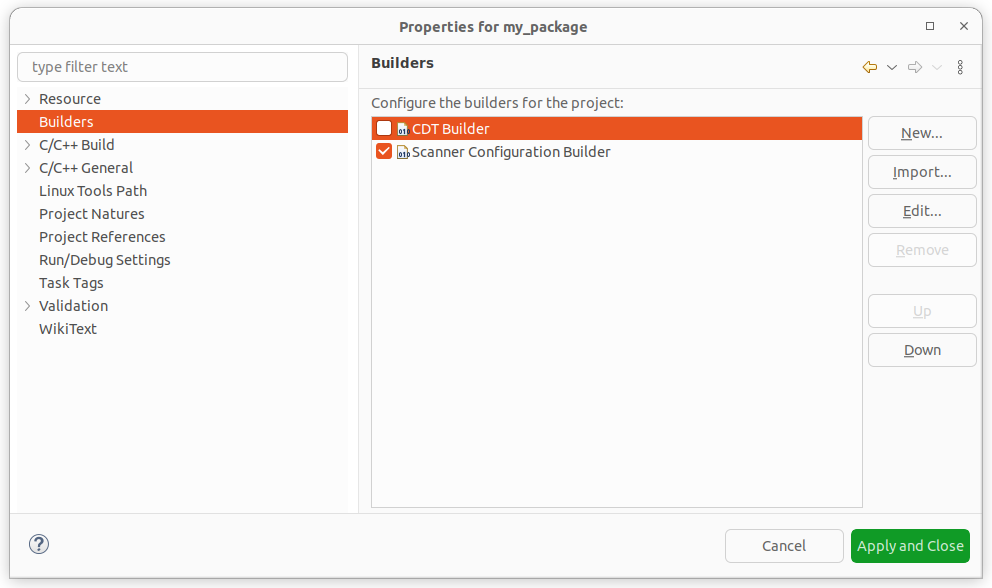 Properties for my_package
type filter text
Resource
Builders
C/C++ Build
C/C++ General
Linux Tools Path
Project Natures
Project References
Run/Debug Settings
Task Tags
Validation
WikiText
Builders
Configure the builders for the project:
CDT Builder
Scanner Configuration Builder
New...
Import...
Edit...
Remove
Up
Down
Cancel
Apply and Close